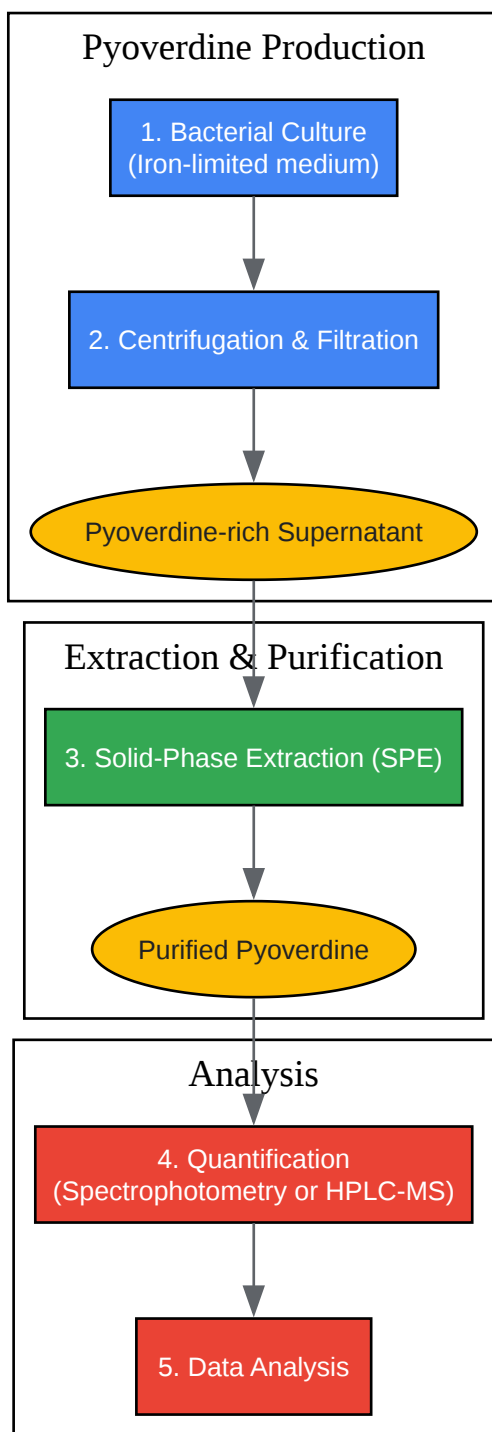 Pyoverdine Production
1. Bacterial Culture
(Iron-limited medium)
2. Centrifugation & Filtration
Pyoverdine-rich Supernatant
Extraction & Purification
3. Solid-Phase Extraction (SPE)
Purified Pyoverdine
Analysis
4. Quantification
(Spectrophotometry or HPLC-MS)
5. Data Analysis